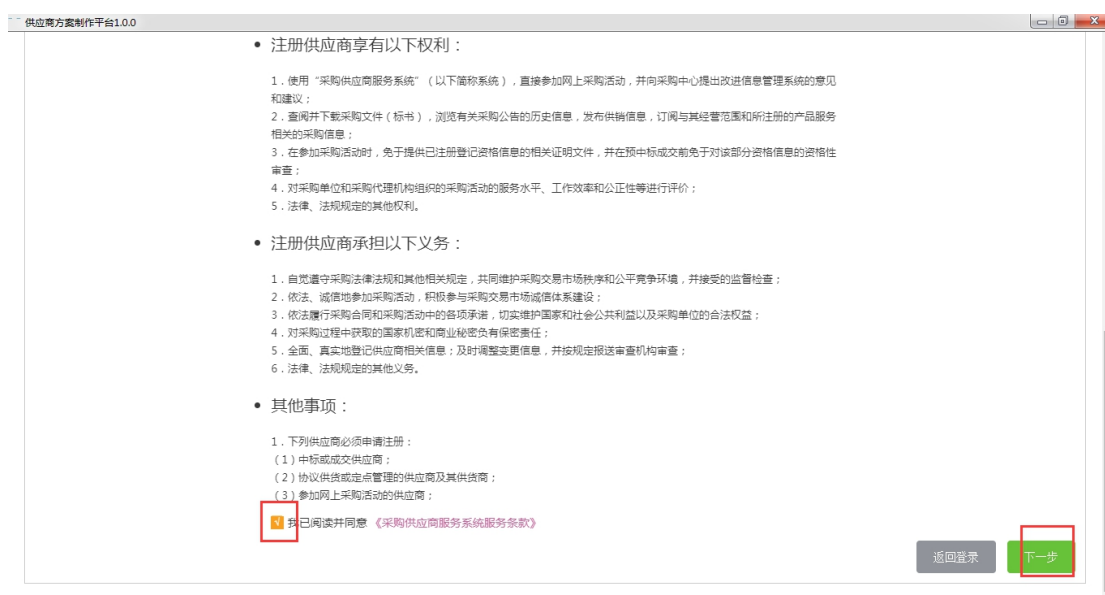 供应商方案制作平台1.0.0
注册供应商享有以下权利：
1．使用“采购供应商服务系统”（以下简称系统），直接参加网上采购活动，并向采购中心提出改进信息管理系统的意见
和建议；
2．查阅并下载采购文件（标书），浏览有关采购公告的历史信息，发布供销信息，订阅与其经营范围和所注册的产品服务
相关的采购信息；
3．在参加采购活动时，免于提供已注册登记资格信息的相关证明文件，并在预中标成交前免于对该部分资格信息的资格性
审查；
4．对采购单位和采购代理机构组织的采购活动的服务水平、工作效率和公正性等进行评价；
5．法律、法规规定的其他权利。
注册供应商承担以下义务：
1．自觉遵守采购法律法规和其他相关规定，共同维护采购交易市场秩序和公平竞争环境，并接受的监督检查；
2．依法、诚信地参加采购活动，积极参与采购交易市场诚信体系建设；
3．依法履行采购合同和采购活动中的各项承诺，切实维护国家和社会公共利益以及采购单位的合法权益；
4．对采购过程中获取的国家机密和商业秘密负有保密责任；
5．全面、真实地登记供应商相关信息；及时调整变更信息，并按规定报送审查机构审查；
6．法律、法规规定的其他义务。
其他事项：
1．下列供应商必须申请注册：
（1）中标或成交供应商；
（2）协议供货或定点管理的供应商及其供货商；
（3）参加网上采购活动的供应商；
我已阅读并同意《采购供应商服务系统服务条款》
返回登录 下一步